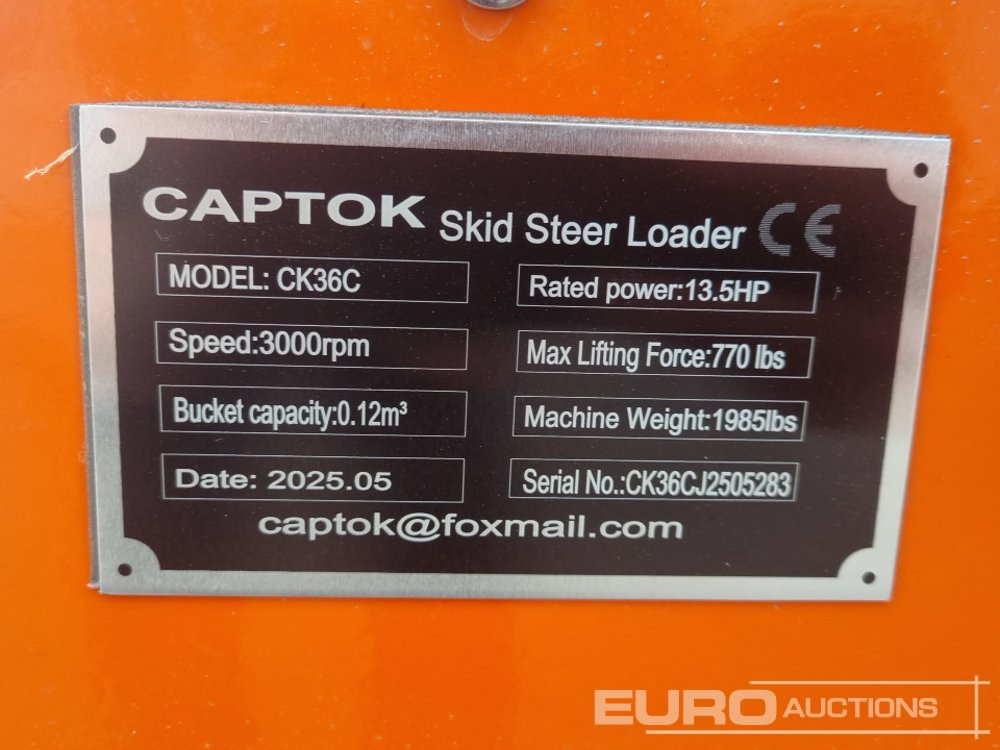 CAPTOK Skid Steer Loader CE
MODEL: CK36C
Rated power:13.5HP
Speed:3000rpm
Max Lifting Force:770 lbs
Bucket capacity:0.12m³
Machine Weight:1985lbs
Date: 2025.05
Serial No.:CK36CJ2505283
captok@foxmail.com
EURO AUCTIONS